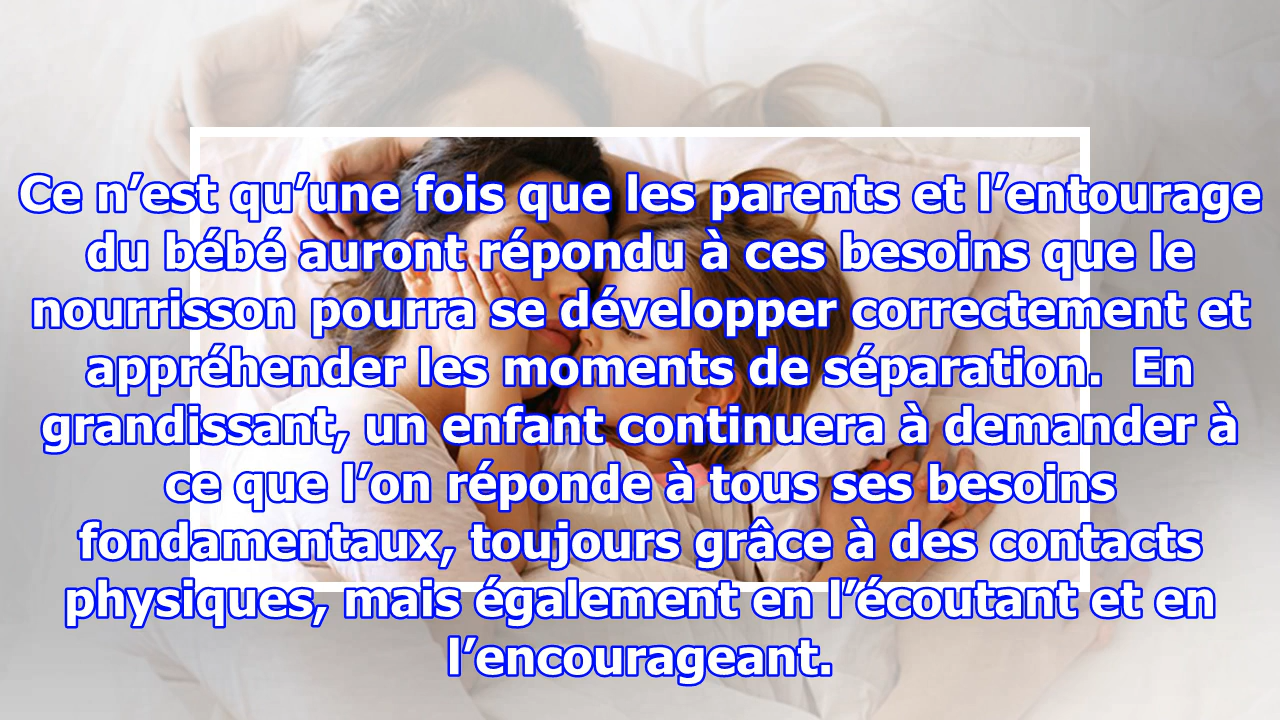 Ce n’est qu’une fois que les parents et l’entourage
du bébé auront répondu à ces besoins que le
nourrisson pourra se développer correctement et
appréhender les moments de séparation.  En
grandissant, un enfant continuera à demander à
ce que l’on réponde à tous ses besoins
fondamentaux, toujours grâce à des contacts
physiques, mais également en l’écoutant et en
l’encourageant.